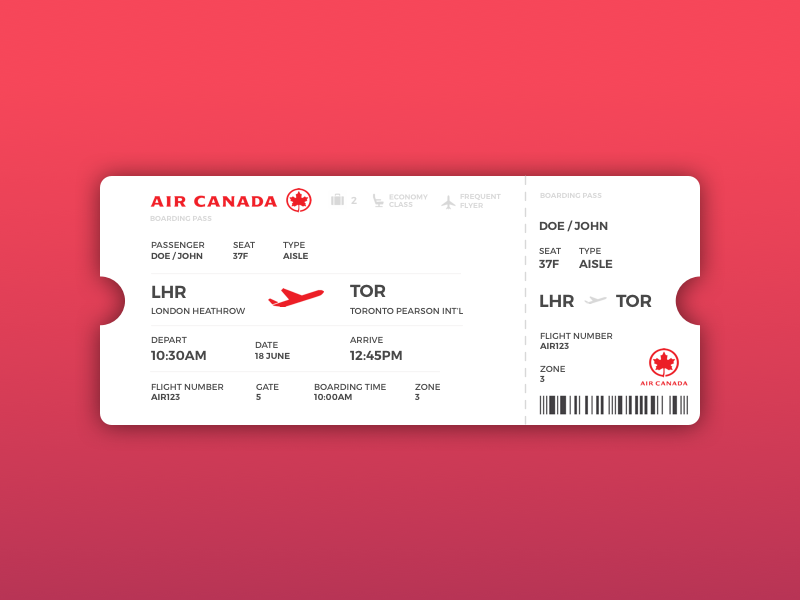 AIR CANADA
BOARDING PASS
2
ECONOMY
CLASS
FREQUENT
FLYER
PASSENGER SEAT TYPE
DOE / JOHN 37F AISLE
LHR TOR
LONDON HEATHROW TORONTO PEARSON INT'L
DEPART DATE ARRIVE
10:30AM 18 JUNE 12:45PM
FLIGHT NUMBER GATE BOARDING TIME ZONE
AIR123 5 10:00AM 3
BOARDING PASS
DOE / JOHN
SEAT TYPE
37F AISLE
LHR TOR
FLIGHT NUMBER
AIR123
ZONE
3
AIR CANADA